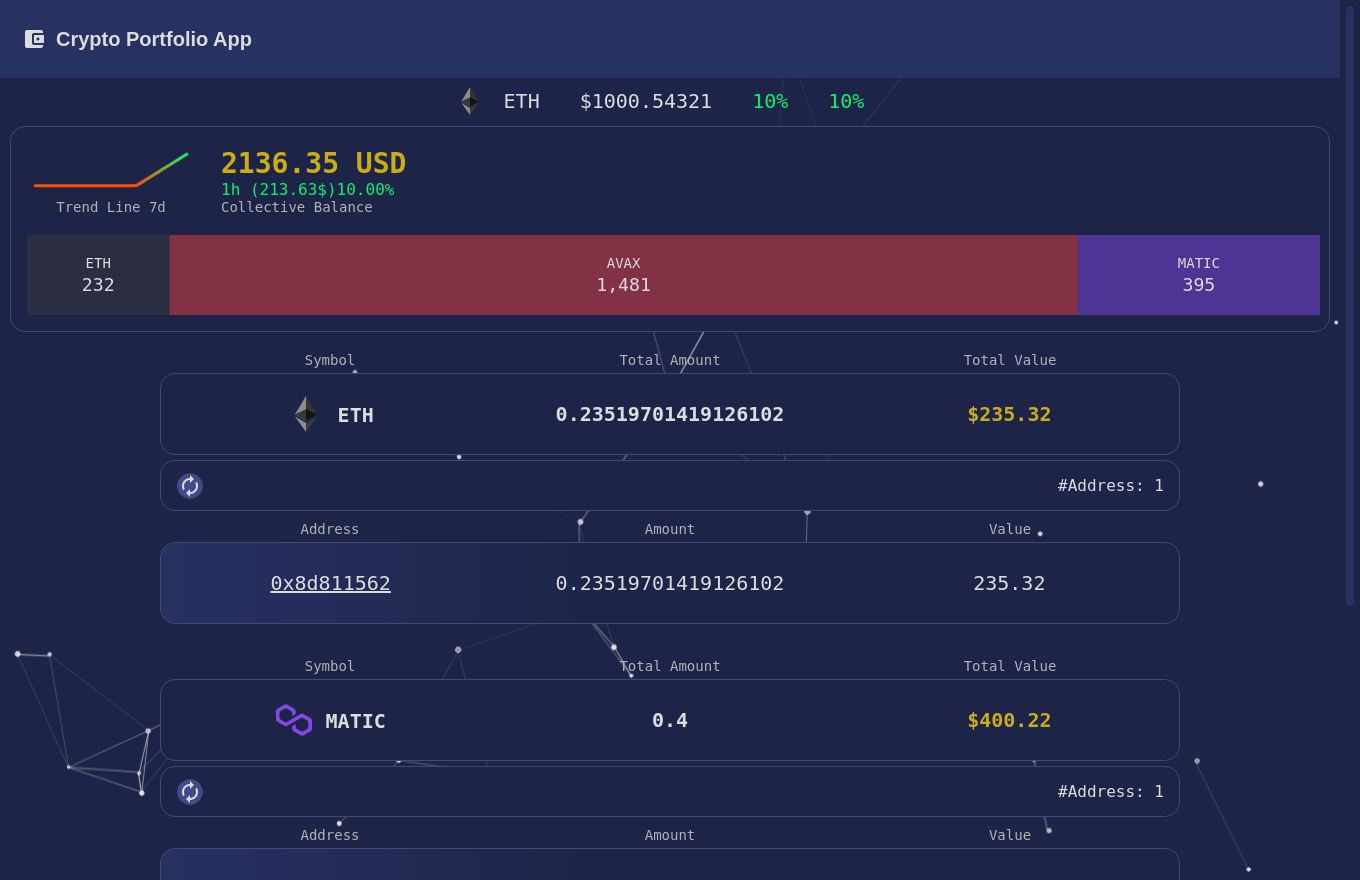 Crypto Portfolio App
ETH $1000.54321 10% 10%
2136.35 USD
1h (213.63$)10.00%
Trend Line 7d
Collective Balance
ETH
232
AVAX
1,481
MATIC
395
Symbol Total Amount Total Value
ETH 0.23519701419126102 $235.32
#Address: 1
Address Amount Value
0x8d811562 0.23519701419126102 235.32
Symbol Total Amount Total Value
MATIC 0.4 $400.22
#Address: 1
Address Amount Value